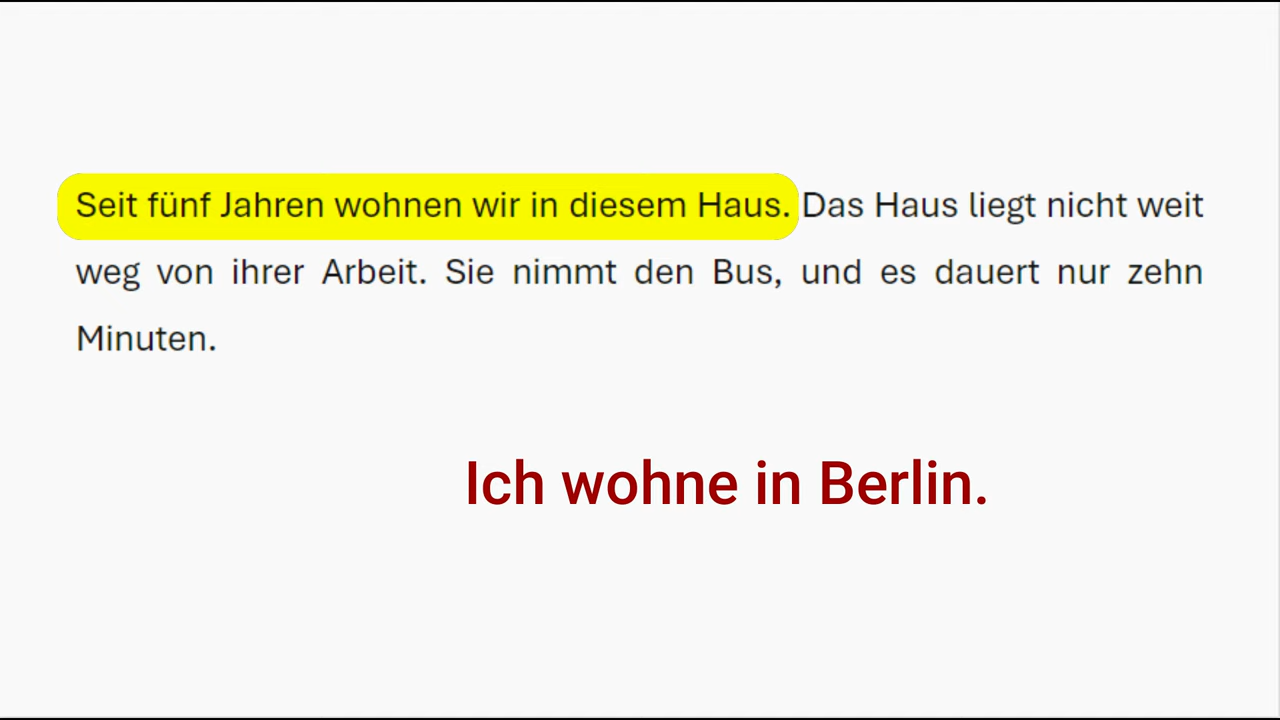 Seit fünf Jahren wohnen wir in diesem Haus. Das Haus liegt nicht weit
weg von ihrer Arbeit. Sie nimmt den Bus, und es dauert nur zehn
Minuten.
Ich wohne in Berlin.